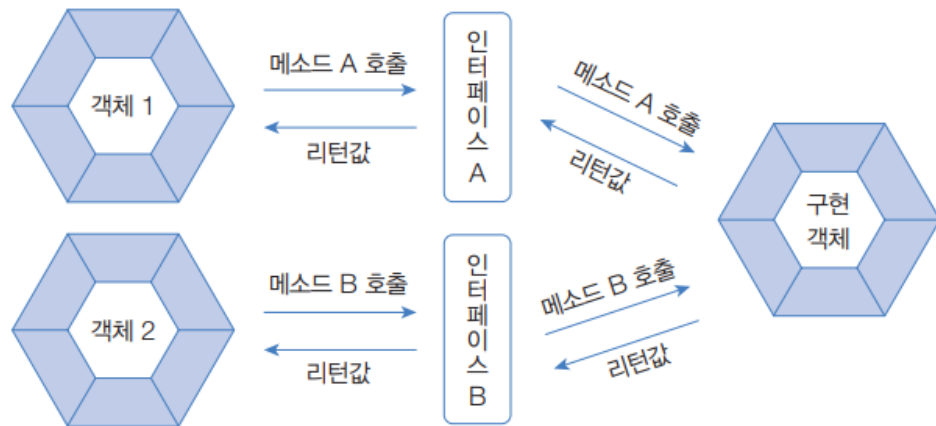 객체 1
메소드 A 호출
리턴값
인터페이스 A
메소드 A 호출
리턴값
구현
객체
객체 2
메소드 B 호출
리턴값
인터페이스 B
메소드 B 호출
리턴값